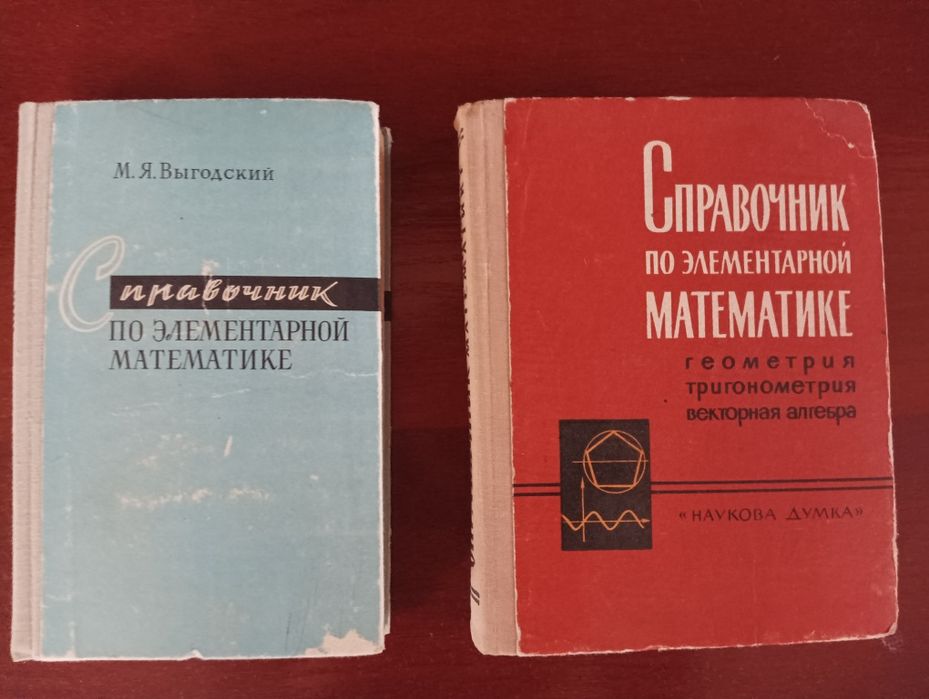 М. Я. Выгодский
Справочник
ПО ЭЛЕМЕНТАРНОЙ
МАТЕМАТИКЕ
СПРАВОЧНИК
ПО ЭЛЕМЕНТАРНОЙ
МАТЕМАТИКЕ
геометрия
тригонометрия
векторная алгебра
«НАУКОВА ДУМКА»